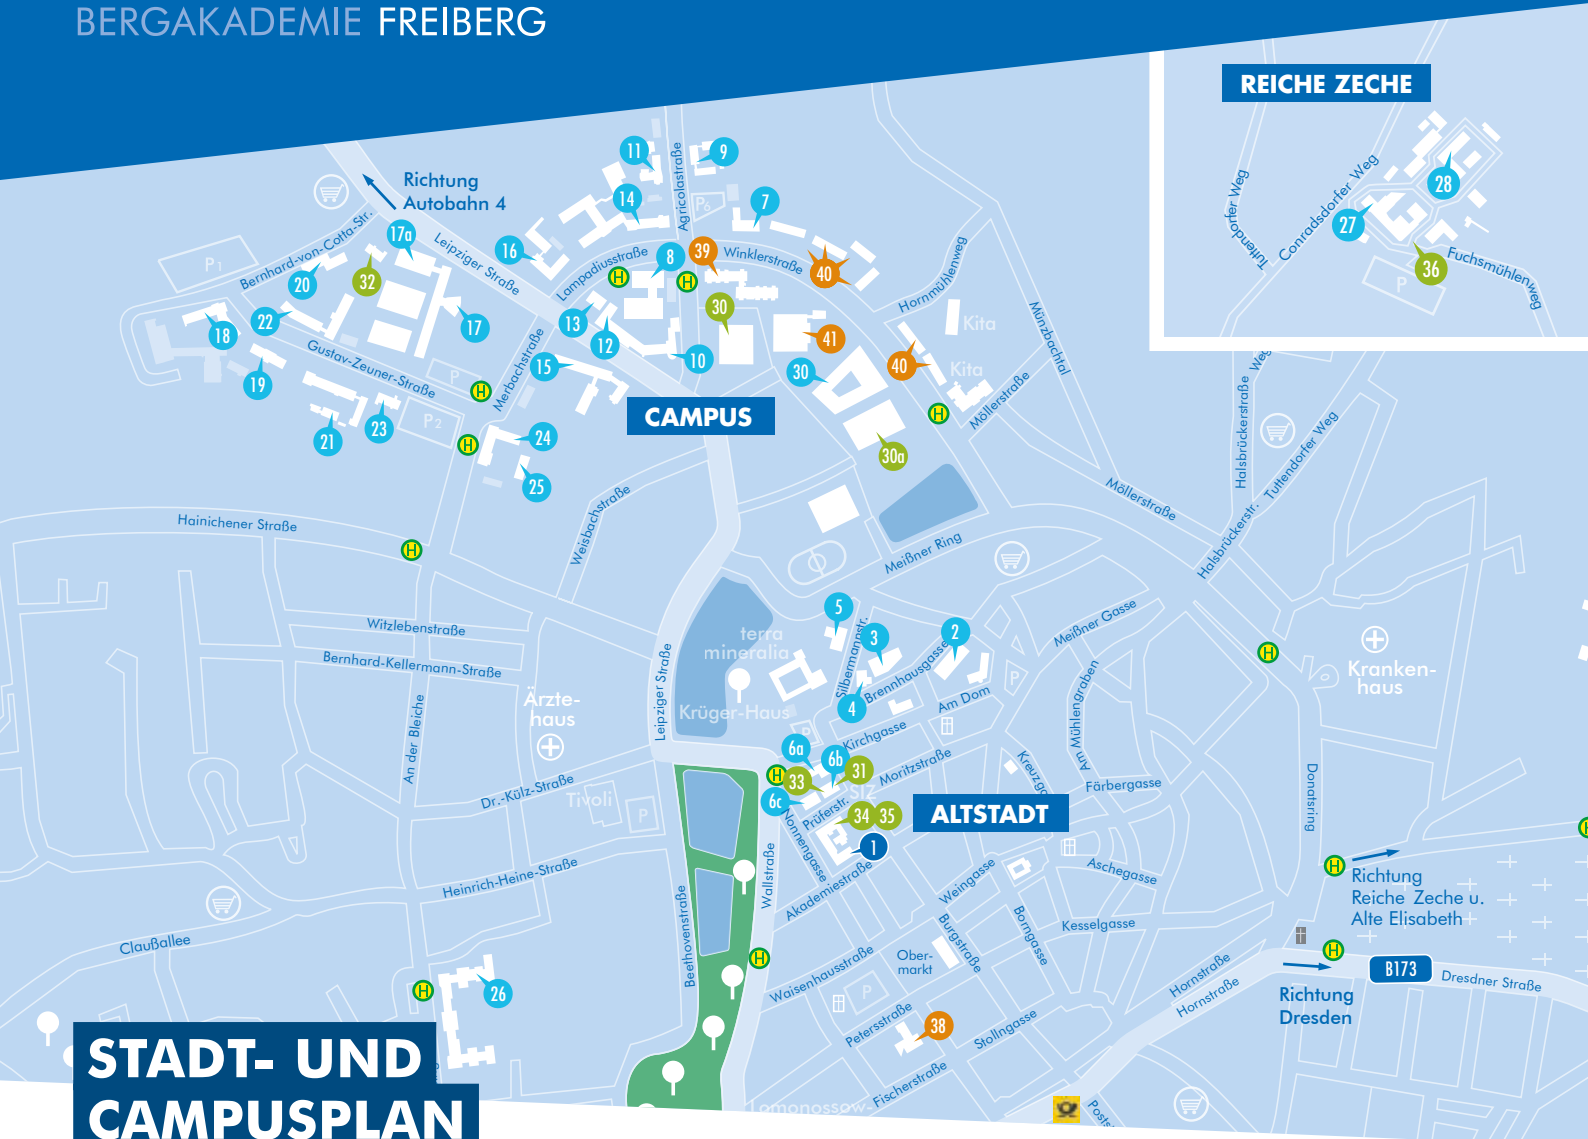 BERGAKADEMIE FREIBERG
REICHE ZECHE
Tuttendorfer Weg
Conradsdorfer Weg
28
27
36
P
Fuchsmühlenweg
Richtung
Autobahn 4
11
9
Agricolastraße
P6
14
7
17a
Leipziger Straße
16
Bernhard-von-Cotta-Str.
P1
20
32
Lampadiusstraße
8
39
Winklerstraße
40
H
H
Hornmühlenweg
22
18
17
13
12
30
41
Kita
Münzbachtal
Gustav-Zeuner-Straße
19
Merbachstraße
15
10
30
40
Kita
P
H
Möllerstraße
H
P2
21
23
CAMPUS
24
H
25
30a
Halsbrückerstraße
Weg
Tuttendorfer Weg
Halsbrückerstr.
Möllerstraße
Hainichener Straße
H
Weisbachstraße
Meißner Ring
Witzlebenstraße
Bernhard-Kellermann-Straße
An der Bleiche
Ärzte-
haus
Leipziger Straße
terra
mineralia
Krüger-Haus
5
3
2
4
Silbermannstr.
Brennhausgasse
Am Dom
P
Meißner Gasse
Am Mühlengraben
H
Kranken-
haus
P
Kirchgasse
Moritzstraße
6a
6b
31
H
33
SIZ
6c
Prüferstr.
34
35
1
Nonnengasse
Akademiestraße
ALTSTADT
Färbergasse
Donatsring
Dr.-Külz-Straße
Tivoli
P
Heinrich-Heine-Straße
Beethovenstraße
Wallstraße
Claußallee
Weingasse
Aschegasse
Kesselgasse
Borngasse
Burgstraße
Ober-
markt
Waisenhausstraße
P
Petersstraße
38
Stollngasse
Fischerstraße
Hornstraße
Hornstraße
H
H
Richtung
Reiche Zeche u.
Alte Elisabeth
H
H
B173
Dresdner Straße
Richtung
Dresden
H
26
Lomonossow-
STADT- UND
CAMPUSPLAN